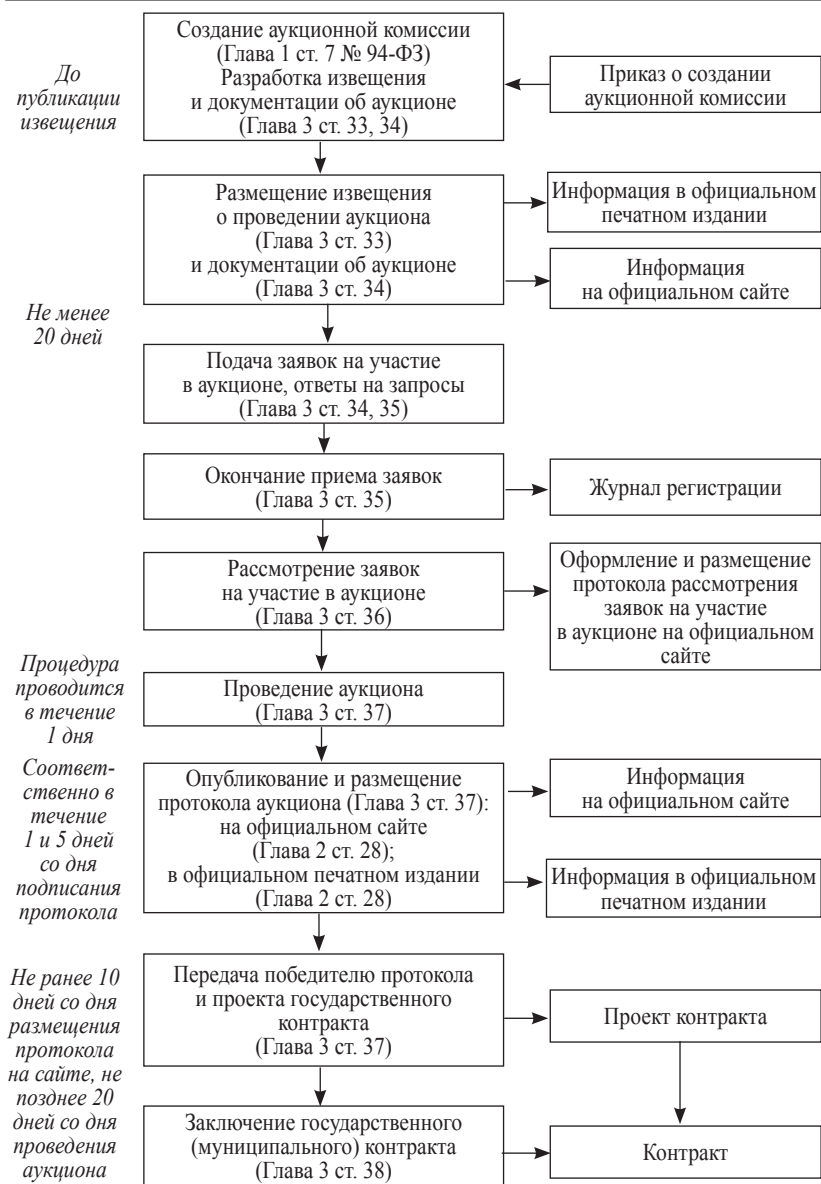 До
публикации
извещения
Создание аукционной комиссии
(Глава 1 ст. 7 № 94-ФЗ)
Разработка извещения
и документации об аукционе
(Глава 3 ст. 33, 34)
Приказ о создании
аукционной комиссии
Не менее
20 дней
Размещение извещения
о проведении аукциона
(Глава 3 ст. 33)
и документации об аукционе
(Глава 3 ст. 34)
Информация в официальном
печатном издании
Информация
на официальном сайте
Подача заявок на участие
в аукционе, ответы на запросы
(Глава 3 ст. 34, 35)
Окончание приема заявок
(Глава 3 ст. 35)
Журнал регистрации
Рассмотрение заявок
на участие в аукционе
(Глава 3 ст. 36)
Оформление и размещение
протокола рассмотрения
заявок на участие
в аукционе на официальном
сайте
Процедура
проводится
в течение
1 дня
Проведение аукциона
(Глава 3 ст. 37)
Соответ-
ственно в
течение
1 и 5 дней
со дня
подписания
протокола
Опубликование и размещение
протокола аукциона (Глава 3 ст. 37):
на официальном сайте
(Глава 2 ст. 28);
в официальном печатном издании
(Глава 2 ст. 28)
Информация
на официальном сайте
Информация в официальном
печатном издании
Не ранее 10
дней со дня
размещения
протокола
на сайте, не
позднее 20
дней со дня
проведения
аукциона
Передача победителю протокола
и проекта государственного
контракта
(Глава 3 ст. 37)
Проект контракта
Заключение государственного
(муниципального) контракта
(Глава 3 ст. 38)
Контракт